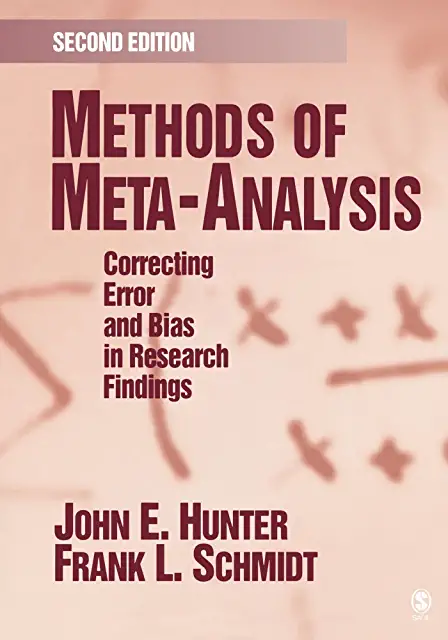 SECOND EDITION
METHODS OF
META-ANALYSIS
Correcting
Error
and Bias
in Research
Findings
JOHN E. HUNTER
FRANK L. SCHMIDT